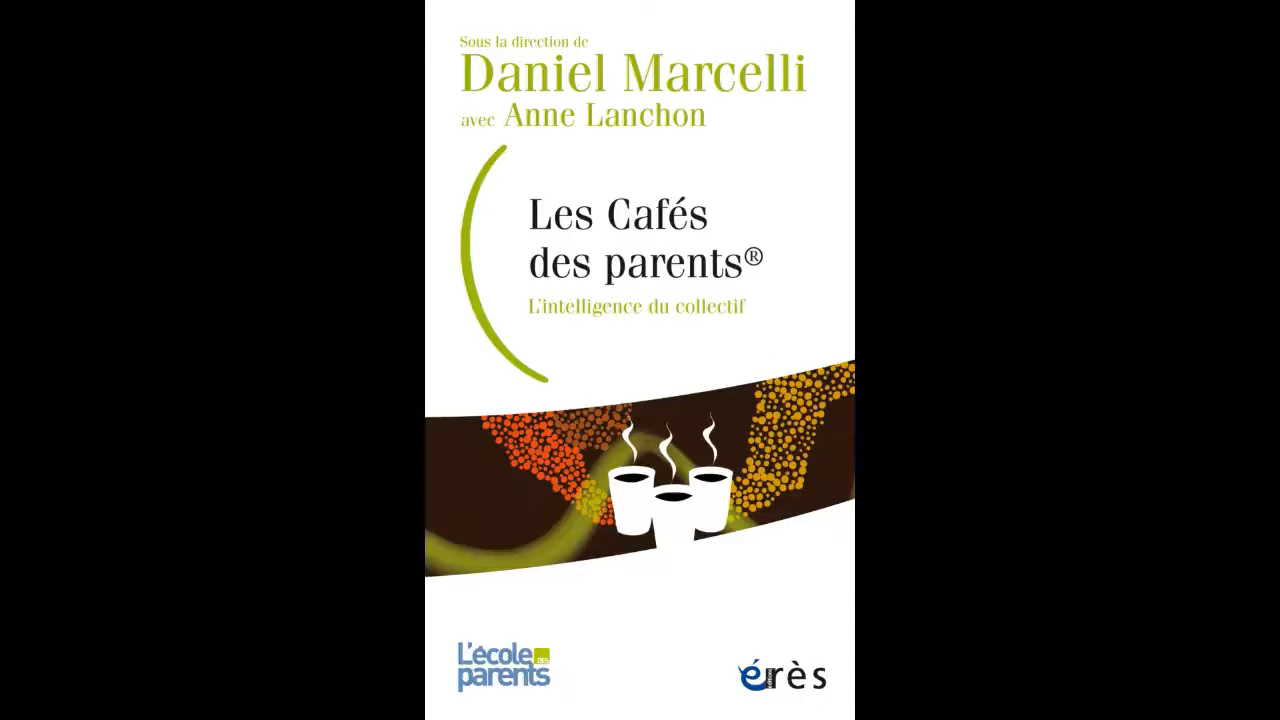 Sous la direction de
Daniel Marcelli
avec Anne Lanchon
Les Cafés
des parents®
L'intelligence du collectif
L'école DES
parents
éditions
érès